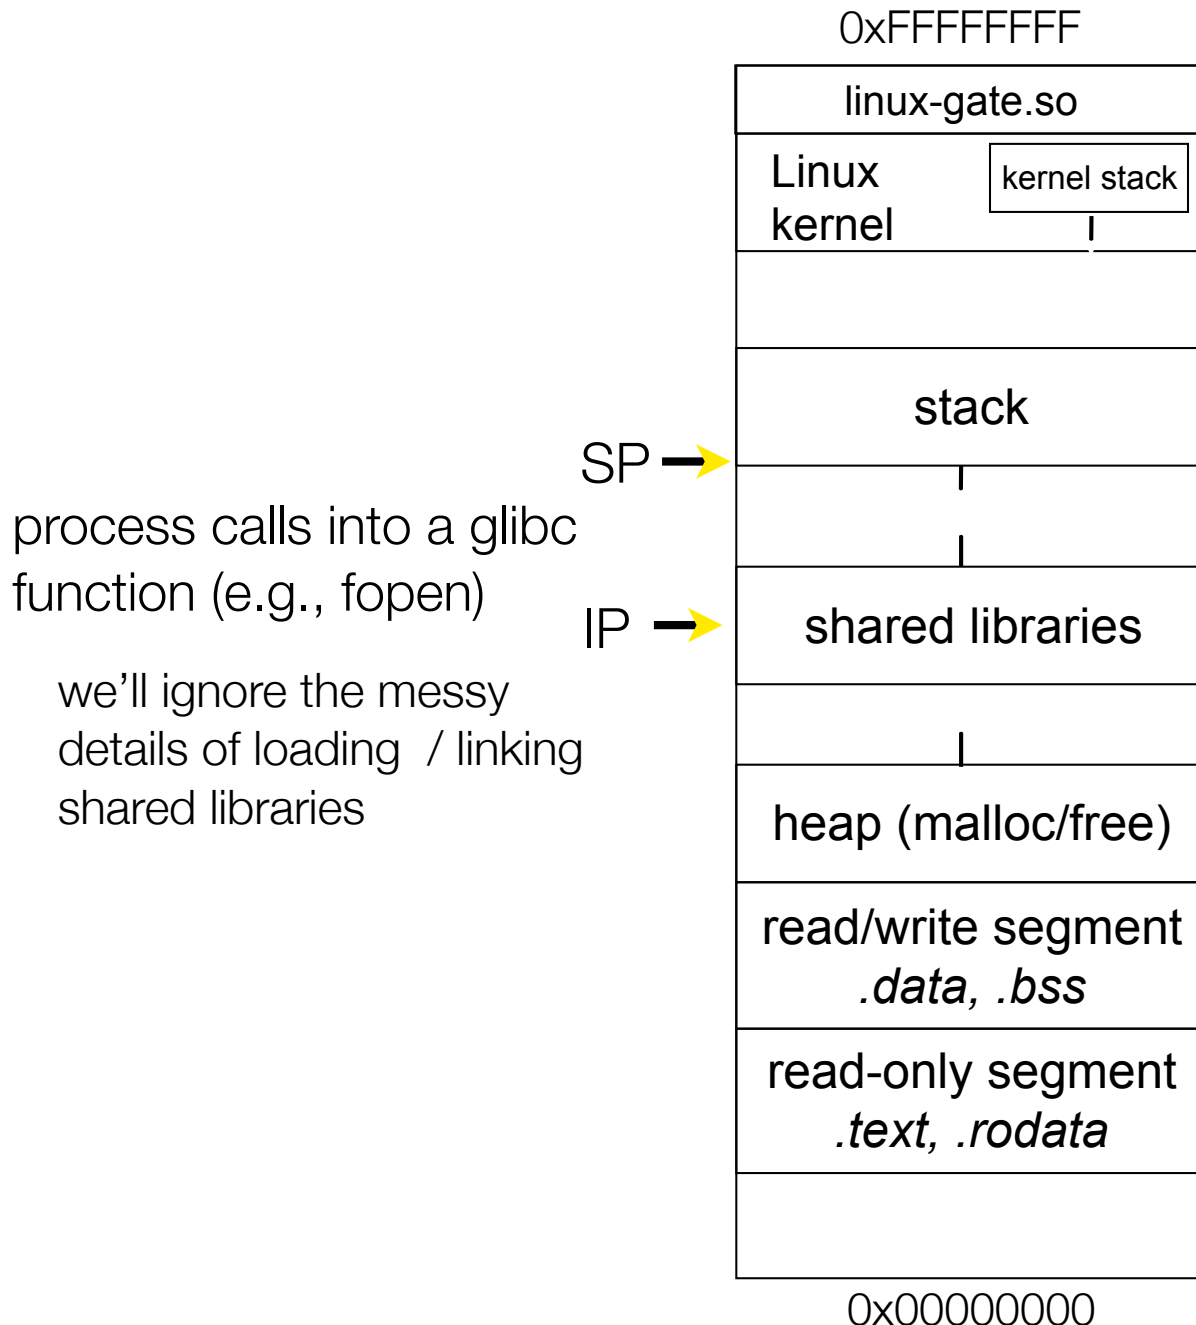 0xFFFFFFFF
linux-gate.so
Linux
kernel
kernel stack
stack
SP
process calls into a glibc
function (e.g., fopen)
IP
shared libraries
we’ll ignore the messy
details of loading / linking
shared libraries
heap (malloc/free)
read/write segment
.data, .bss
read-only segment
.text, .rodata
0x00000000